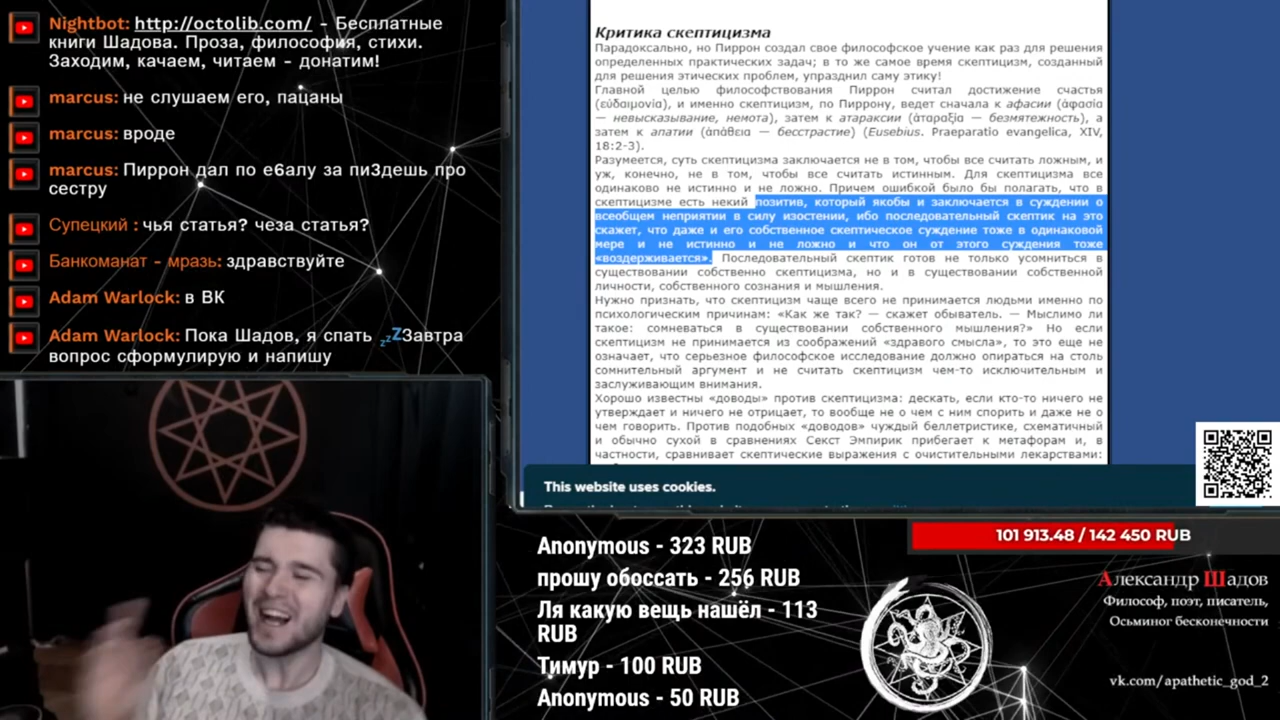 Nightbot: http://octolib.com/ - Бесплатные
книги Шадова. Проза, философия, стихи.
Заходим, качаем, читаем - донатим!
marcus: не слушаем его, пацаны
marcus: вроде
marcus: Пиррон дал по е6алу за пи3дешь про
сестру
Супецкий : чья статья? чеза статья?
Банкоманат - мразь: здравствуйте
Adam Warlock: в ВК
Adam Warlock: Пока Шадов, я спать 💤Завтра
вопрос сформулирую и напишу
Критика скептицизма
Парадоксально, но Пиррон создал свое философское учение как раз для решения
определенных практических задач; в то же самое время скептицизм, созданный
для решения этических проблем, упразднил саму этику!
Главной целью философствования Пиррон считал достижение счастья
(εὐδαιμονία), и именно скептицизм, по Пиррону, ведет сначала к афасии (ἀφασία
— невысказывание, немота), затем к атараксии (ἀταραξία — безмятежность), а
затем к апатии (ἀπάθεια — бесстрастие) (Eusebius. Praeparatio evangelica, XIV,
18:2-3).
Разумеется, суть скептицизма заключается не в том, чтобы все считать ложным, и
уж, конечно, не в том, чтобы все считать истинным. Для скептицизма все
одинаково не истинно и не ложно. Причем ошибкой было бы полагать, что в
скептицизме есть некий позитив, который якобы и заключается в суждении о
всеобщем неприятии в силу изостении, ибо последовательный скептик на это
скажет, что даже и его собственное скептическое суждение тоже в одинаковой
мере и не истинно и не ложно и что он от этого суждения тоже
«воздерживается». Последовательный скептик готов не только усомниться в
существовании собственно скептицизма, но и в существовании собственной
личности, собственного сознания и мышления.
Нужно признать, что скептицизм чаще всего не принимается людьми именно по
психологическим причинам: «Как же так? — скажет обыватель. — Мыслимо ли
такое: сомневаться в существовании собственного мышления?» Но если
скептицизм не принимается из соображений «здравого смысла», то это еще не
означает, что серьезное философское исследование должно опираться на столь
сомнительный аргумент и не считать скептицизм чем-то исключительным и
заслуживающим внимания.
Хорошо известны «доводы» против скептицизма: дескать, если кто-то ничего не
утверждает и ничего не отрицает, то вообще не о чем с ним спорить и даже не о
чем говорить. Против подобных «доводов» чуждый беллетристике, схематичный
и обычно сухой в сравнениях Секст Эмпирик прибегает к метафорам и, в
частности, сравнивает скептические выражения с очистительными лекарствами:
This website uses cookies.
101 913.48 / 142 450 RUB
Anonymous - 323 RUB
прошу обоссать - 256 RUB
Ля какую вещь нашёл - 113
RUB
Тимур - 100 RUB
Anonymous - 50 RUB
Александр Шадов
Философ, поэт, писатель,
Осьминог бесконечности
vk.com/apathetic_god_2